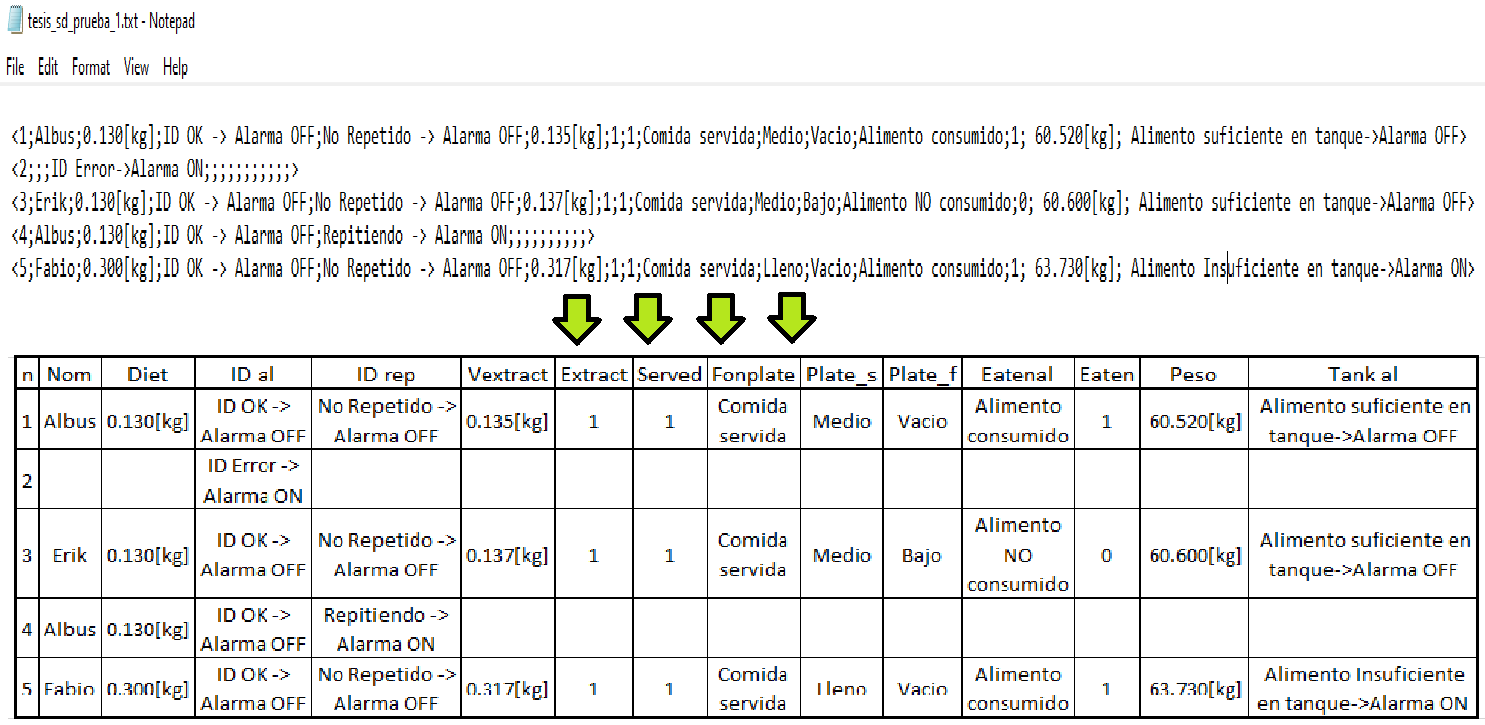 tesis_sd_prueba_1.txt - Notepad
File Edit Format View Help
<1;Albus;0.130[kg];ID OK -> Alarma OFF;No Repetido -> Alarma OFF;0.135[kg];1;1;Comida servida;Medio;Vacio;Alimento consumido;1; 60.520[kg]; Alimento suficiente en tanque->Alarma OFF>
<2;;;ID Error->Alarma ON;;;;;;;;;;;>
<3;Erik;0.130[kg];ID OK -> Alarma OFF;No Repetido -> Alarma OFF;0.137[kg];1;1;Comida servida;Medio;Bajo;Alimento NO consumido;0; 60.600[kg]; Alimento suficiente en tanque->Alarma OFF>
<4;Albus;0.130[kg];ID OK -> Alarma OFF;Repitiendo -> Alarma ON;;;;;;;;;;>
<5;Fabio;0.300[kg];ID OK -> Alarma OFF;No Repetido -> Alarma OFF;0.317[kg];1;1;Comida servida;Lleno;Vacio;Alimento consumido;1; 63.730[kg]; Alimento Insuficiente en tanque->Alarma ON>
n Nom Diet ID al ID rep Vextract Extract Served Fonplate Plate_s Plate_f Eatenal Eaten Peso Tank al
1 Albus 0.130[kg] ID OK -> Alarma OFF No Repetido -> Alarma OFF 0.135[kg] 1 1 Comida servida Medio Vacio Alimento consumido 1 60.520[kg] Alimento suficiente en tanque->Alarma OFF
2 ID Error -> Alarma ON
3 Erik 0.130[kg] ID OK -> Alarma OFF No Repetido -> Alarma OFF 0.137[kg] 1 1 Comida servida Medio Bajo Alimento NO consumido 0 60.600[kg] Alimento suficiente en tanque->Alarma OFF
4 Albus 0.130[kg] ID OK -> Alarma OFF Repitiendo -> Alarma ON
5 Fabio 0.300[kg] ID OK -> Alarma OFF No Repetido -> Alarma OFF 0.317[kg] 1 1 Comida servida Lleno Vacio Alimento consumido 1 63.730[kg] Alimento Insuficiente en tanque->Alarma ON